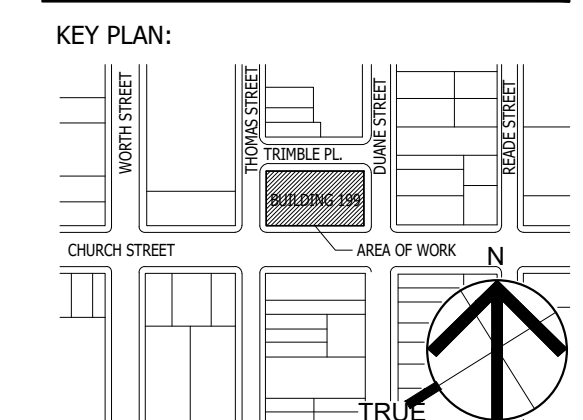 KEY PLAN:
WORTH STREET
THOMAS STREET
DUANE STREET
READE STREET
TRIMBLE PL.
BUILDING 199
CHURCH STREET
AREA OF WORK
N
TRUE